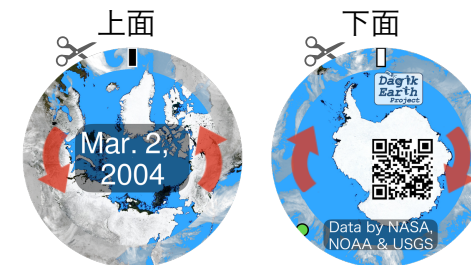 上面
下面
Dagik
Earth
Project
Mar. 2,
2004
Data by NASA,
NOAA & USGS